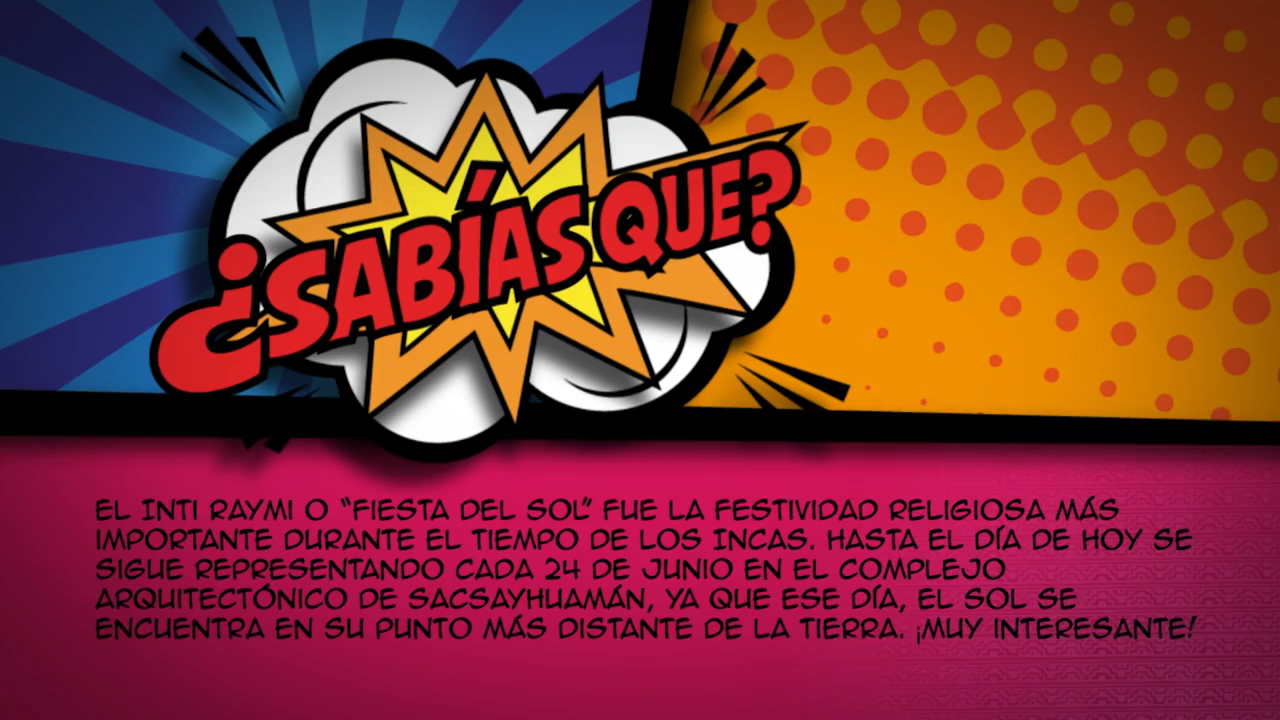 ¿SABÍAS QUE?
EL INTI RAYMI O “FIESTA DEL SOL” FUE LA FESTIVIDAD RELIGIOSA MÁS
IMPORTANTE DURANTE EL TIEMPO DE LOS INCAS. HASTA EL DÍA DE HOY SE
SIGUE REPRESENTANDO CADA 24 DE JUNIO EN EL COMPLEJO
ARQUITECTÓNICO DE SACSAYHUAMÁN, YA QUE ESE DÍA, EL SOL SE
ENCUENTRA EN SU PUNTO MÁS DISTANTE DE LA TIERRA. ¡MUY INTERESANTE!